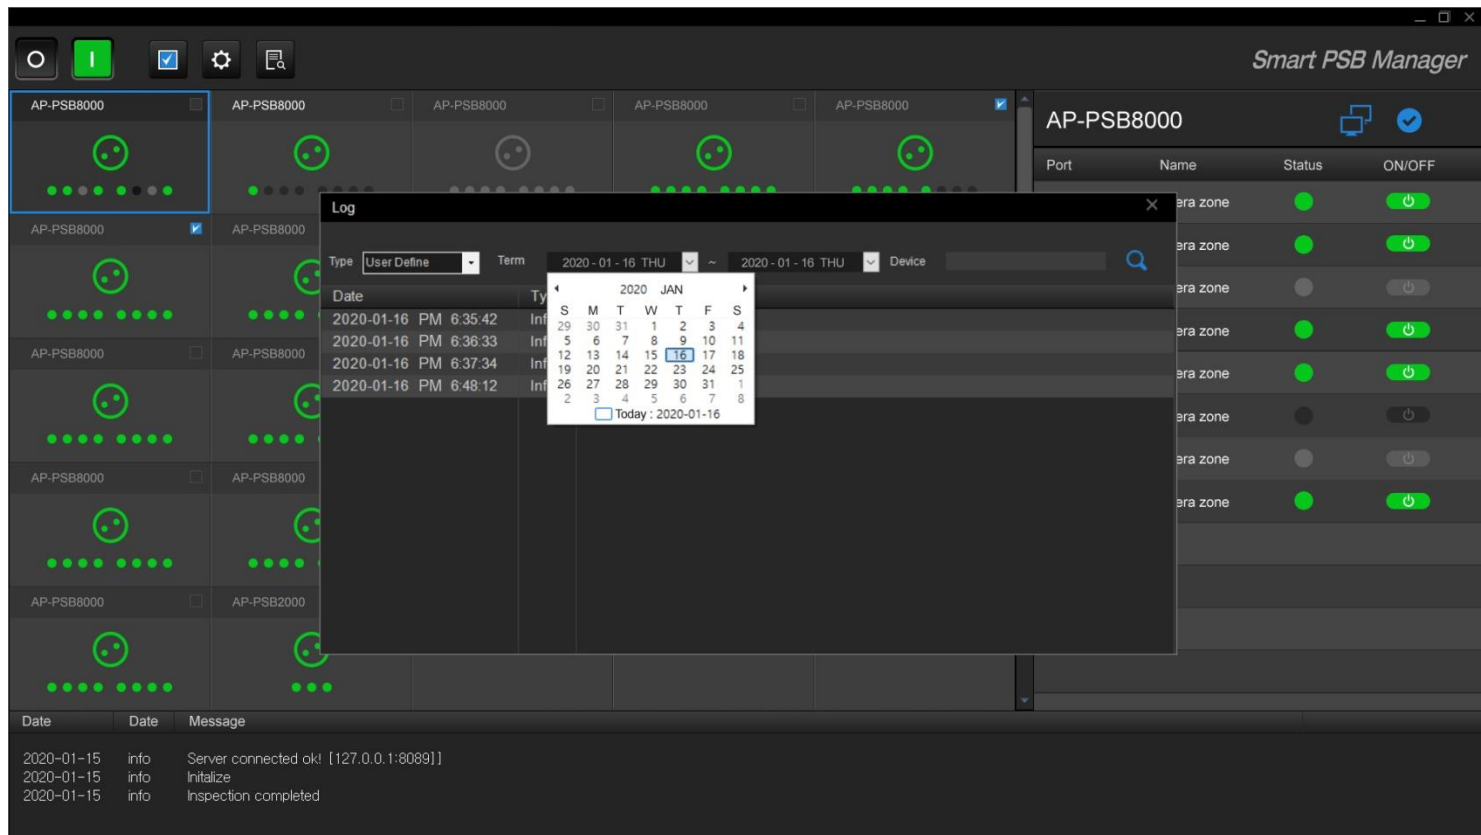 Smart PSB Manager
AP-PSB8000 AP-PSB8000 AP-PSB8000 AP-PSB8000 AP-PSB8000
AP-PSB8000
Port Name Status ON/OFF
era zone
Log
AP-PSB8000 AP-PSB8000
era zone
Type User Define Term 2020-01-16 THU ~ 2020-01-16 THU Device
era zone
Date Ty
2020 JAN
S M T W T F S
29 30 31 1 2 3 4
5 6 7 8 9 10 11
12 13 14 15 16 17 18
19 20 21 22 23 24 25
26 27 28 29 30 31 1
2 3 4 5 6 7 8
Today : 2020-01-16
2020-01-16 PM 6:35:42 Inf
2020-01-16 PM 6:36:33 Inf
2020-01-16 PM 6:37:34 Inf
2020-01-16 PM 6:48:12 Inf
era zone
AP-PSB8000 AP-PSB8000
era zone
era zone
era zone
AP-PSB8000 AP-PSB8000
era zone
AP-PSB8000 AP-PSB2000
Date Date Message
2020-01-15 info Server connected ok! [127.0.0.1:8089]]
2020-01-15 info Initalize
2020-01-15 info Inspection completed